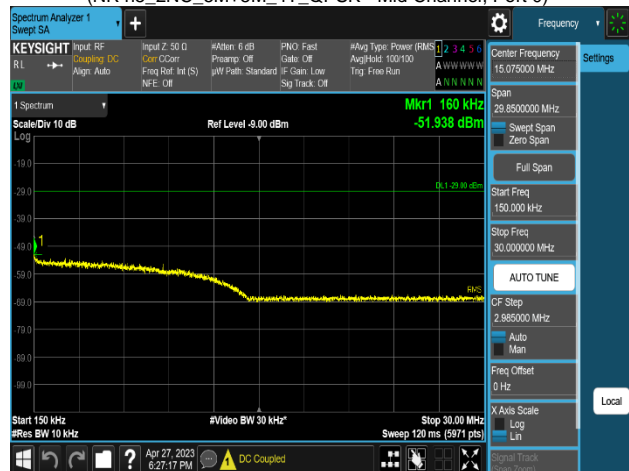 Spectrum Analyzer 1
Swept SA
Frequency
KEYSIGHT
Input: RF
Input Z: 50 Ω
#Atten: 6 dB
PNO: Fast
#Avg Type: Power (RMS
1 2 3 4 5 6
RL
Coupling: DC
Corr CCorr
Preamp: Off
Gate: Off
Avg|Hold: 100/100
A W W W W W
Align: Auto
Freq Ref: Int (S)
µW Path: Standard
IF Gain: Low
Trig: Free Run
NFE: Off
Sig Track: Off
A N N N N N
1 Spectrum
Mkr1 160 kHz
Scale/Div 10 dB
Ref Level -9.00 dBm
-51.938 dBm
Log
-19.0
DL1 -29.00 dBm
-29.0
-39.0
1
-49.0
-59.0
RMS
-69.0
-79.0
-89.0
-99.0
Start 150 kHz
#Video BW 30 kHz*
Stop 30.00 MHz
#Res BW 10 kHz
Sweep 120 ms (5971 pts)
Center Frequency
15.075000 MHz
Settings
Span
29.8500000 MHz
Swept Span
Zero Span
Full Span
Start Freq
150.000 kHz
Stop Freq
30.000000 MHz
AUTO TUNE
CF Step
2.985000 MHz
Auto
Man
Freq Offset
0 Hz
Local
X Axis Scale
Log
Lin
Signal Track
(Span Zoom)
?
Apr 27, 2023
6:27:17 PM
DC Coupled